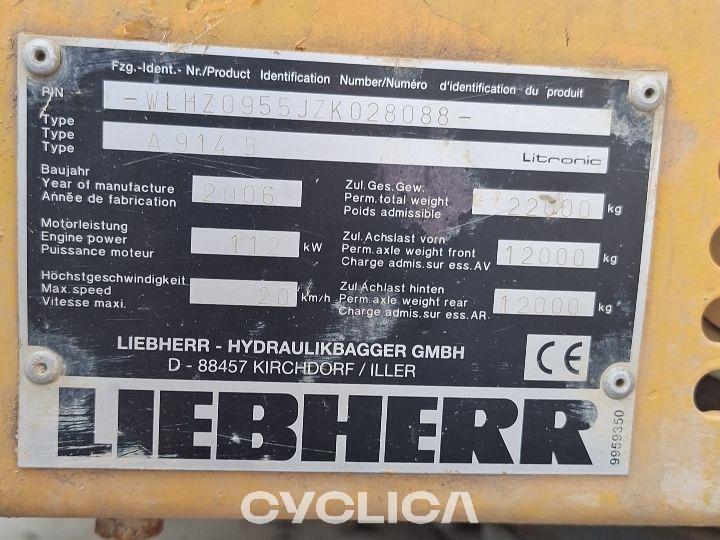 Fzg.-Ident.- Nr./Product Identification Number/Numéro d'identification du produit
PIN -WLHZ0955JZK028088-
Type
Type A 914 B Litronic
Type
Baujahr
Year of manufacture 2006
Année de fabrication
Zul.Ges.Gew.
Perm.total weight 22000 kg
Poids admissible
Motorleistung
Engine power 112 kW
Puissance moteur
Zul.Achslast vorn
Perm.axle weight front 12000 kg
Charge admis.sur ess.AV
Höchstgeschwindigkeit
Max.speed 20 km/h
Vitesse maxi.
Zul.Achslast hinten
Perm.axle weight rear 12000 kg
Charge admis.sur ess.AR
LIEBHERR - HYDRAULIKBAGGER GMBH
D - 88457 KIRCHDORF / ILLER
CE
LIEBHERR
9959350
CYCLICA